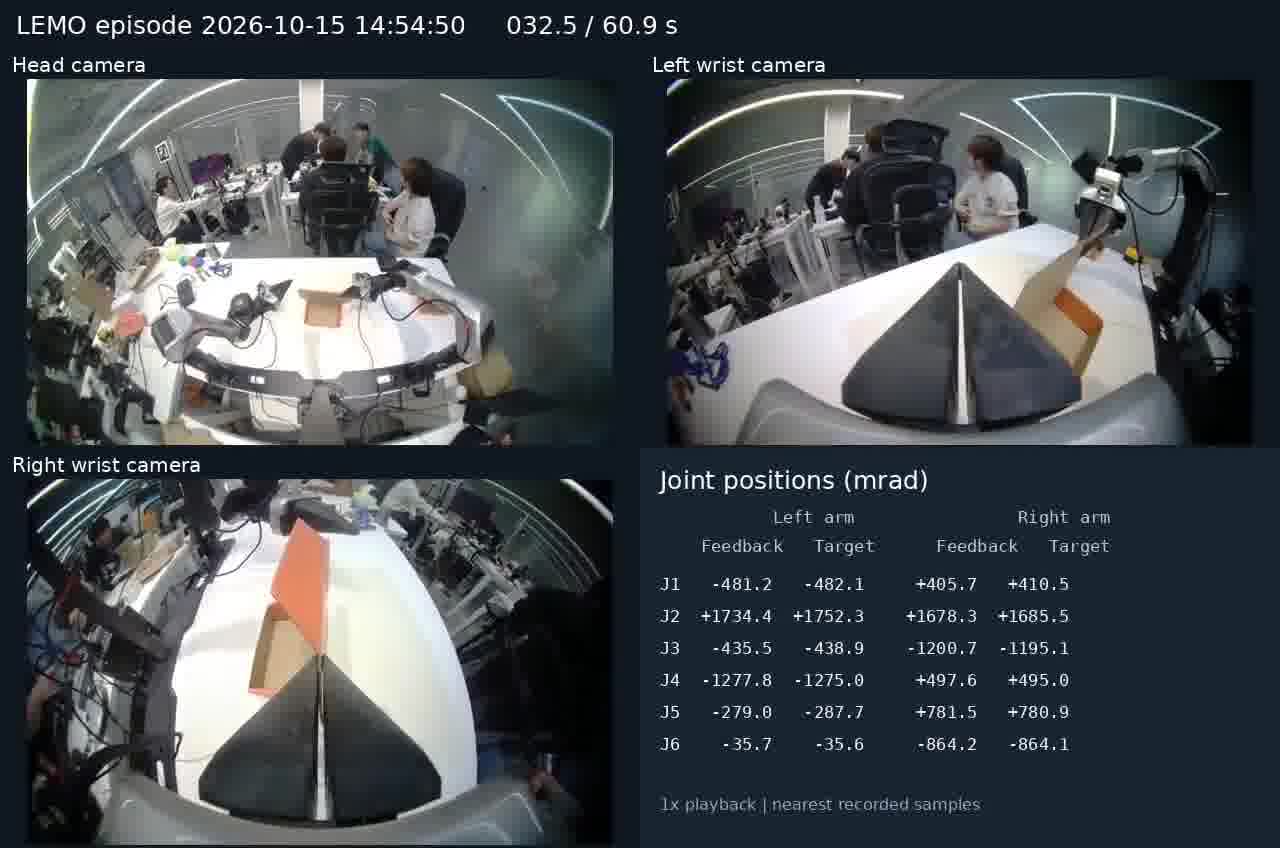 LEMO episode 2026-10-15 14:54:50 032.5 / 60.9 s
Head camera
Left wrist camera
Right wrist camera
Joint positions (mrad)
Left arm Right arm
Feedback Target Feedback Target
J1 -481.2 -482.1 +405.7 +410.5
J2 +1734.4 +1752.3 +1678.3 +1685.5
J3 -435.5 -438.9 -1200.7 -1195.1
J4 -1277.8 -1275.0 +497.6 +495.0
J5 -279.0 -287.7 +781.5 +780.9
J6 -35.7 -35.6 -864.2 -864.1
1x playback | nearest recorded samples